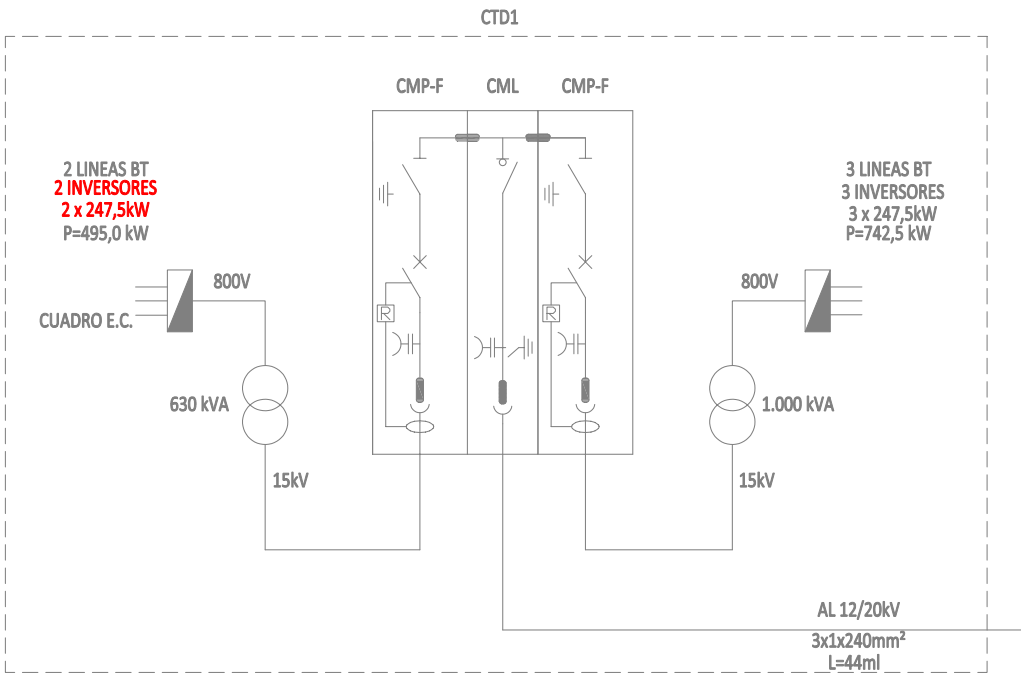 CTD1
CMP-F
CML
CMP-F
2 LINEAS BT
2 INVERSORES
2 x 247,5kW
P=495,0 kW
3 LINEAS BT
3 INVERSORES
3 x 247,5kW
P=742,5 kW
800V
800V
CUADRO E.C.
R
R
630 kVA
1.000 kVA
15kV
15kV
AL 12/20kV
3x1x240mm²
L=44ml